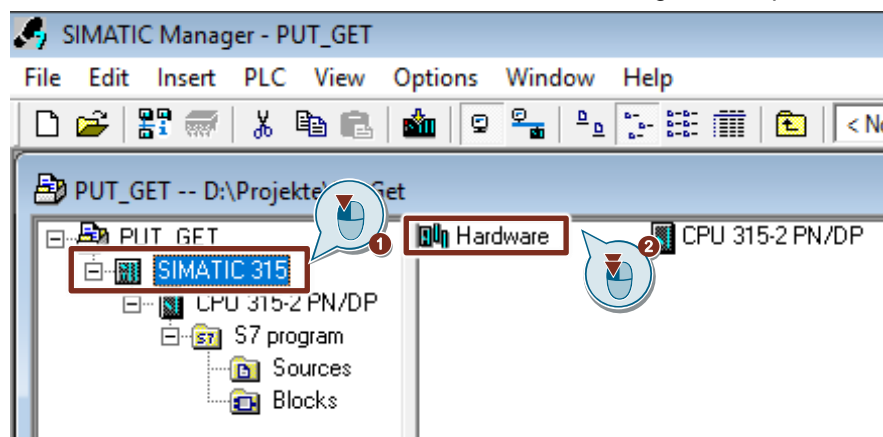 SIMATIC Manager - PUT_GET
File Edit Insert PLC View Options Window Help
< N
PUT_GET -- D:\Projekte\ Get
PUT_GET
Hardware
CPU 315-2 PN/DP
1
2
SIMATIC 315
CPU 315-2 PN/DP
S7 program
Sources
Blocks